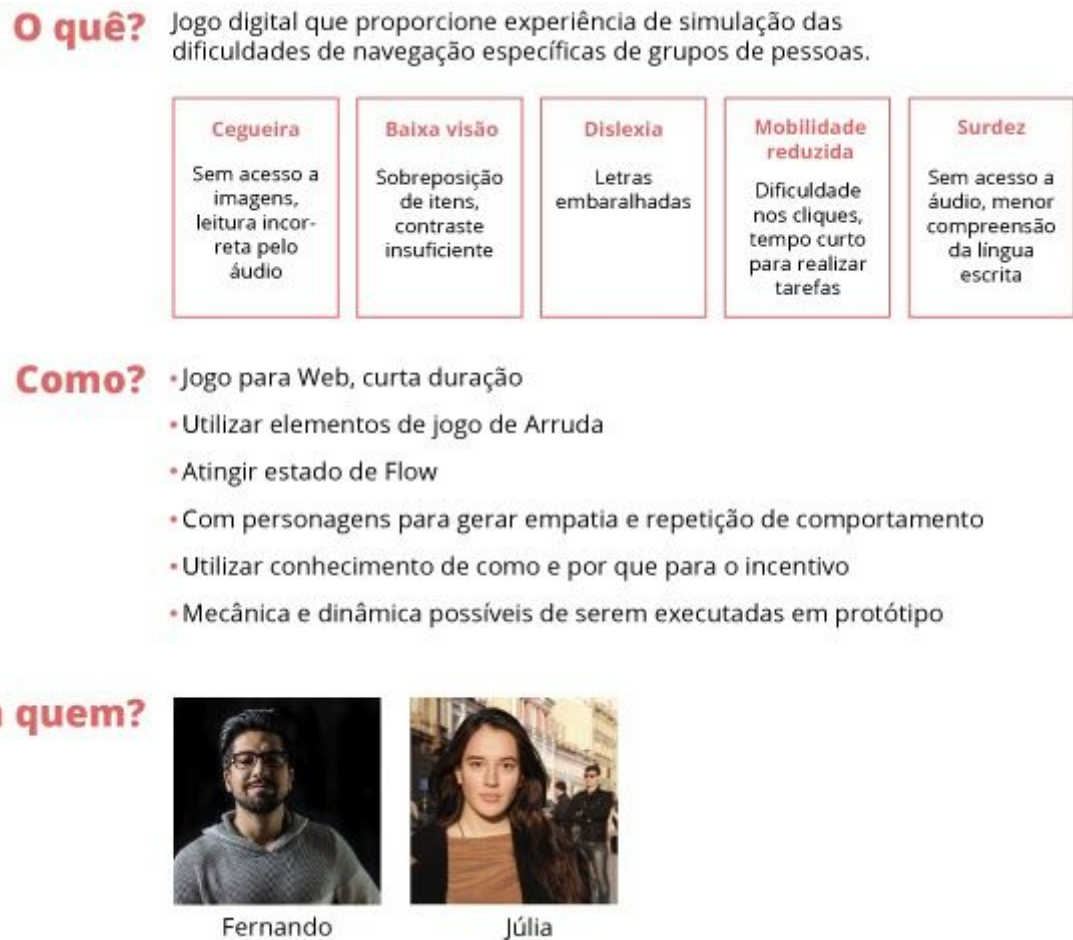 O quê?
Jogo digital que proporcione experiência de simulação das
dificuldades de navegação específicas de grupos de pessoas.
Cegueira
Sem acesso a
imagens,
leitura incor-
reta pelo
áudio
Baixa visão
Sobreposição
de itens,
contraste
insuficiente
Dislexia
Letras
embaralhadas
Mobilidade
reduzida
Dificuldade
nos cliques,
tempo curto
para realizar
tarefas
Surdez
Sem acesso a
áudio, menor
compreensão
da língua
escrita
Como?
• Jogo para Web, curta duração
• Utilizar elementos de jogo de Arruda
• Atingir estado de Flow
• Com personagens para gerar empatia e repetição de comportamento
• Utilizar conhecimento de como e por que para o incentivo
• Mecânica e dinâmica possíveis de serem executadas em protótipo
quem?
Fernando
Júlia